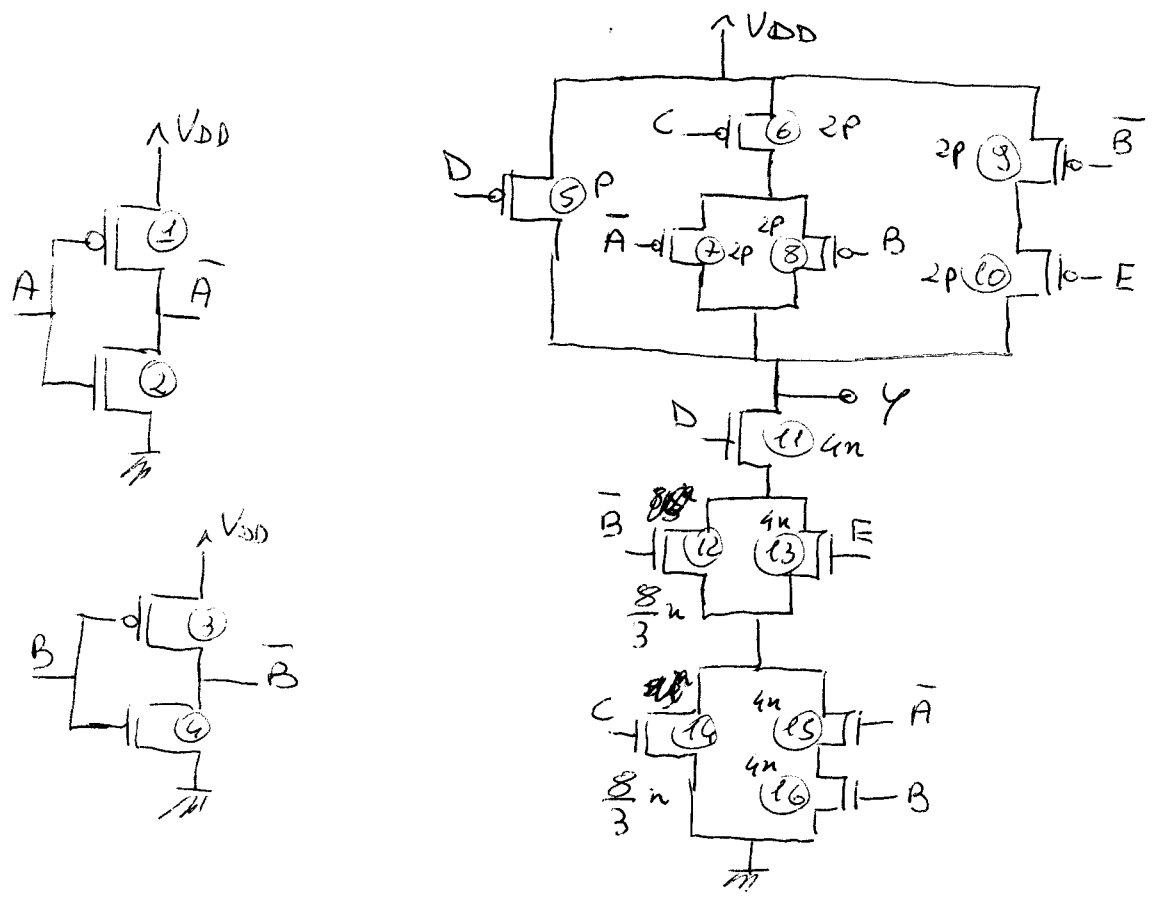 VDD
VDD
C 6 2P
D 5 P
2P 9 B̅
A̅ 7 2P
2P 8 B
2P 10 E
1
A A̅
2
Y
D 11 4n
B̅ 12
4n 13 E
8/3 n
VDD
3
B B̅
4
C 14
4n 15 A̅
8/3 n
4n 16 B